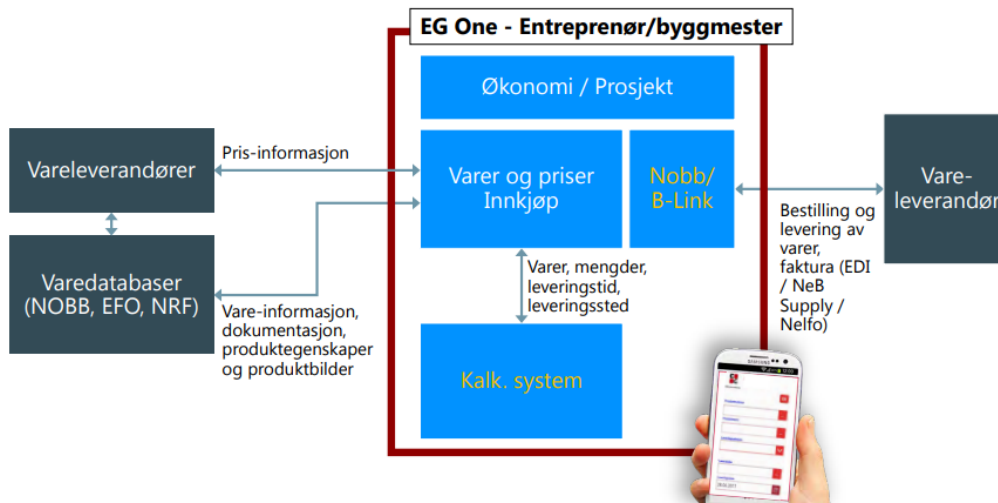 EG One - Entreprenør/byggmester
Økonomi / Prosjekt
Vareleverandører
Pris-informasjon
Varer og priser
Innkjøp
Nobb/
B-Link
Vare-
leverandør
Bestilling og
levering av
varer,
faktura (EDI
/ NeB
Supply /
Nelfo)
Varedatabaser
(NOBB, EFO, NRF)
Vare-informasjon,
dokumentasjon,
produktegenskaper
og produktbilder
Varer, mengder,
leveringstid,
leveringssted
Kalk. system
SAMSUNG